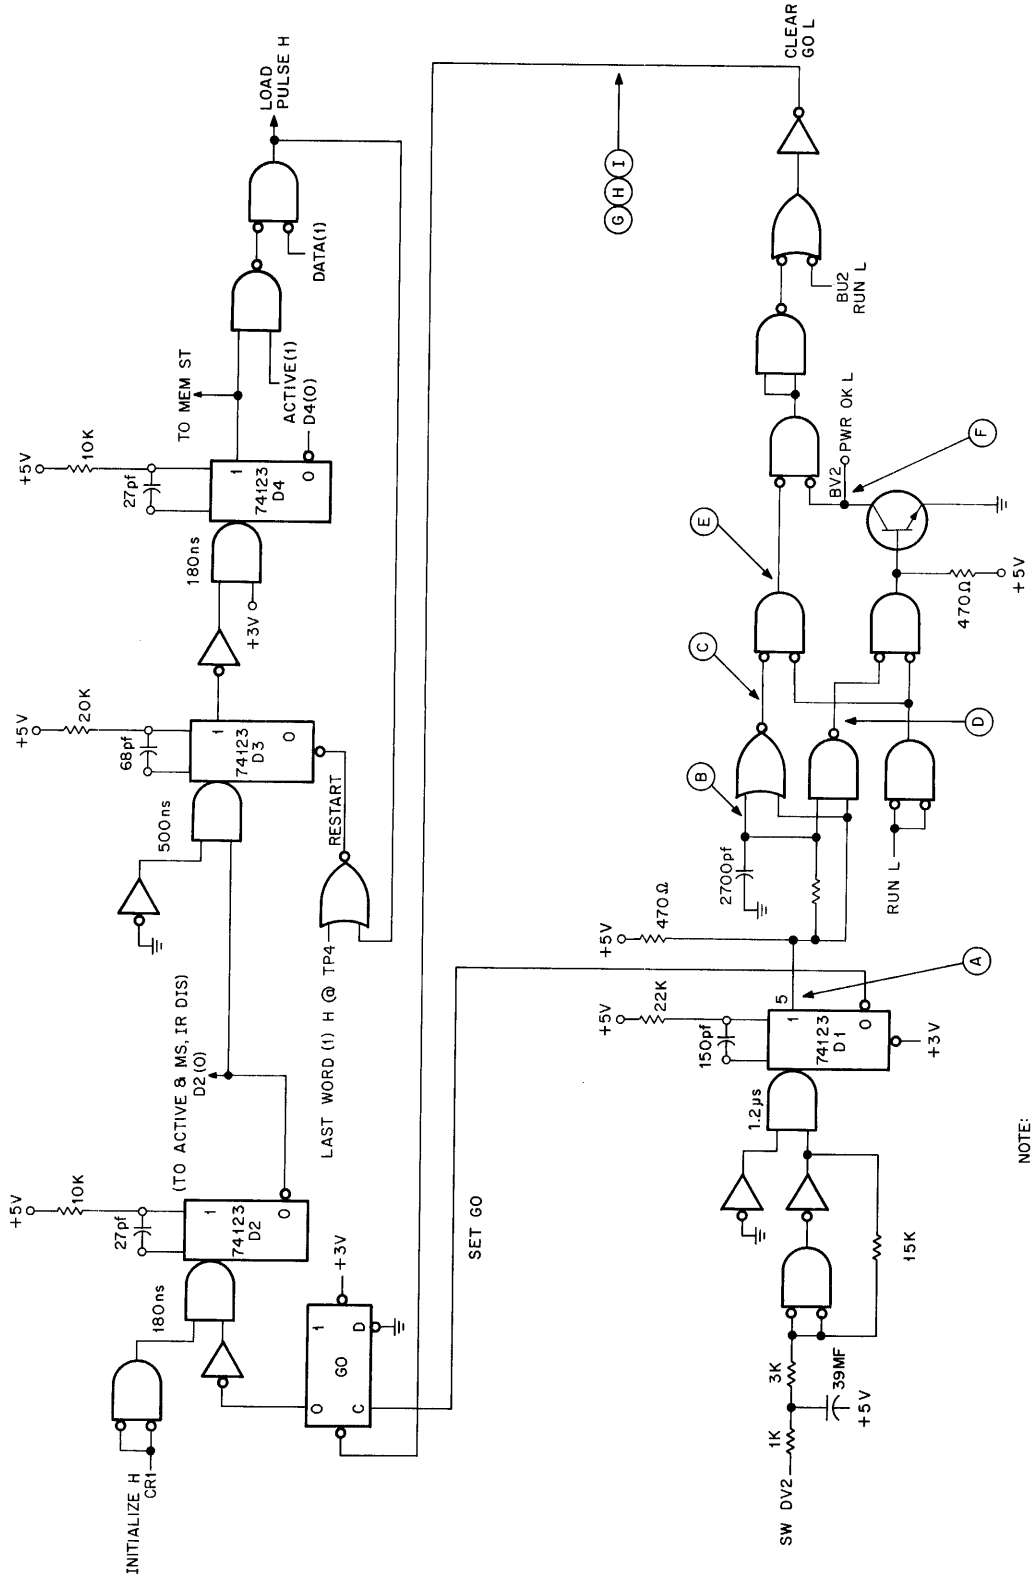 INITIALIZE H
CR1
180ns
+5V
10K
27pf
74123
D2
1
0
(TO ACTIVE & MS, IR DIS)
D2(0)
0
1
GO
C
D
+3V
SET GO
500ns
+5V
20K
68pf
74123
D3
1
0
RESTART
LAST WORD (1) H @ TP4
180ns
+3V
+5V
10K
27pf
74123
D4
1
0
TO MEM ST
ACTIVE(1)
D4(0)
DATA(1)
LOAD
PULSE H
SW DV2
1K
3K
39MF
+5V
15K
1.2µs
+5V
22K
150pf
74123
D1
1
5
0
+3V
A
+5V
470Ω
2700pf
B
RUN L
C
D
E
470Ω
+5V
F
BV2
PWR OK L
BU2
RUN L
G H I
CLEAR
GO L
NOTE: